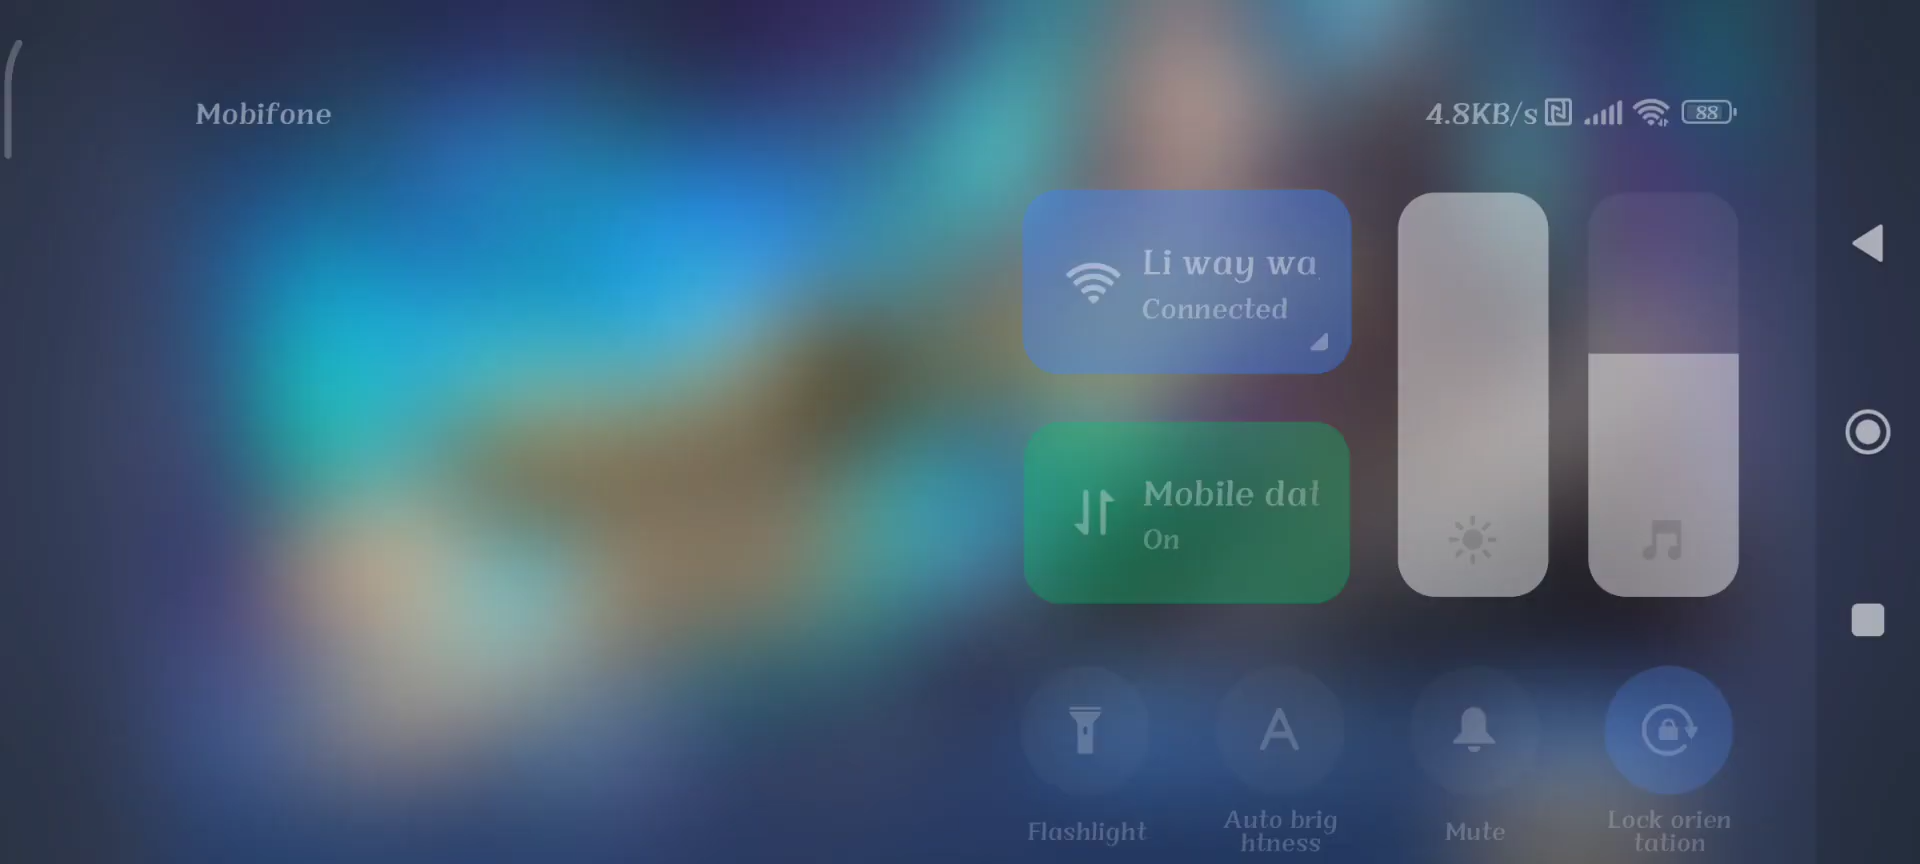 Mobifone
4.8KB/s
88
Li way wa
Connected
Mobile dat
On
Flashlight
Auto brig
htness
Mute
Lock orien
tation